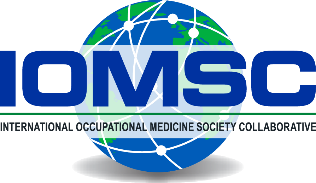 IOMSC
INTERNATIONAL OCCUPATIONAL MEDICINE SOCIETY COLLABORATIVE